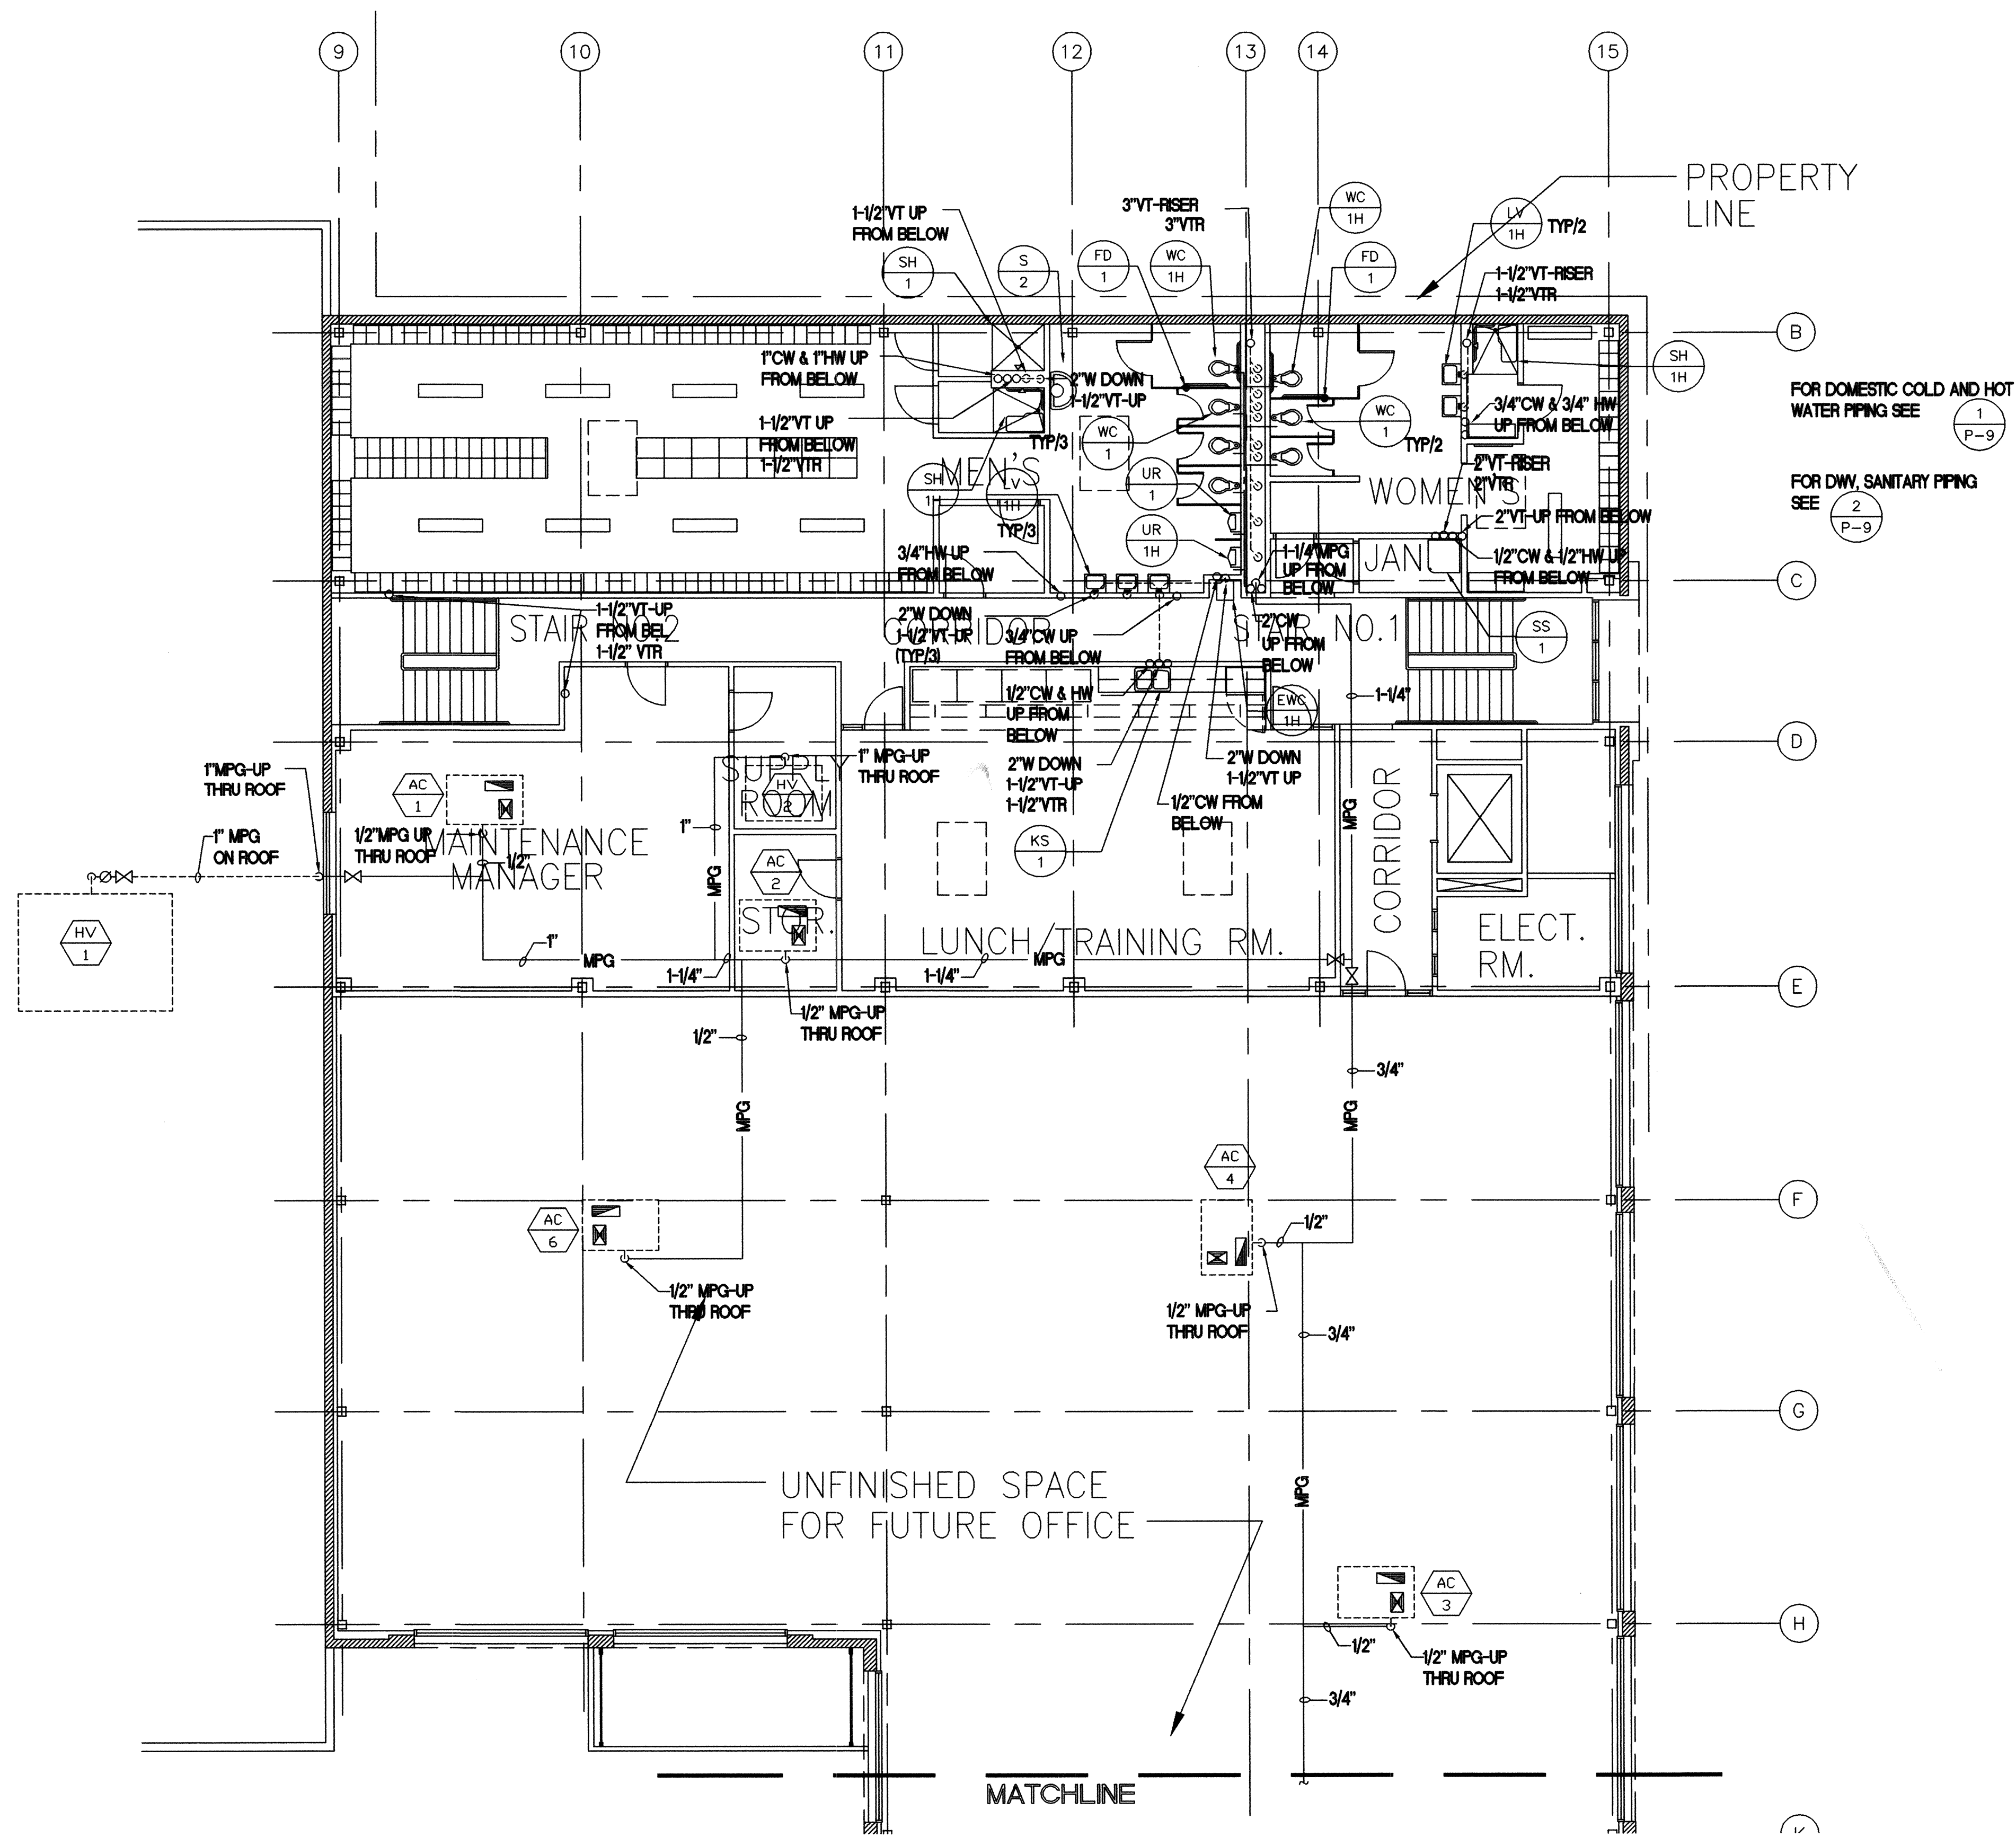 9
10
11
12
13
14
15
PROPERTY
LINE
1-1/2"VT UP
FROM BELOW
3"VT-RISER
3"VTR
WC
1H
LV
1H
TYP/2
SH
1
S
2
FD
1
WC
1H
FD
1
1-1/2"VT-RISER
1-1/2"VTR
B
1"CW & 1"HW UP
FROM BELOW
2"W DOWN
1-1/2"VT-UP
SH
1H
FOR DOMESTIC COLD AND HOT
WATER PIPING SEE
1
P-9
3/4"CW & 3/4" HW
UP FROM BELOW
1-1/2"VT UP
FROM BELOW
1-1/2"VTR
TYP/3
WC
1
WC
1
TYP/2
MEN'S
SH
1H
LV
1H
TYP/3
UR
1
2"VT-RISER
2"VTR
WOMEN'S
FOR DWV, SANITARY PIPING
SEE
2
P-9
2"VT-UP FROM BELOW
UR
1H
3/4"HW UP
FROM BELOW
1-1/4"MPG
UP FROM
BELOW
JAN.
1/2"CW & 1/2"HW UP
FROM BELOW
C
1-1/2"VT-UP
FROM BEL
1-1/2" VTR
STAIR NO.2
CORRIDOR
STAIR NO.1
2"W DOWN
1-1/2"VT-UP
(TYP/3)
3/4"CW UP
FROM BELOW
2"CW
UP FROM
BELOW
SS
1
1/2"CW & HW
UP FROM
BELOW
EWC
1H
1-1/4"
D
1"MPG-UP
THRU ROOF
AC
1
SUPPLY
ROOM
HV
2
1" MPG-UP
THRU ROOF
2"W DOWN
1-1/2"VT-UP
1-1/2"VTR
2"W DOWN
1-1/2"VT UP
1/2"CW FROM
BELOW
MPG
CORRIDOR
1" MPG
ON ROOF
1/2"MPG UP
THRU ROOF
1/2"
1"
MAINTENANCE
MANAGER
MPG
AC
2
KS
1
STOR.
HV
1
1"
MPG
1-1/4"
1-1/4"
MPG
LUNCH/TRAINING RM.
ELECT.
RM.
E
1/2" MPG-UP
THRU ROOF
1/2"
3/4"
MPG
MPG
AC
4
AC
6
1/2"
F
1/2" MPG-UP
THRU ROOF
1/2" MPG-UP
THRU ROOF
3/4"
G
MPG
UNFINISHED SPACE
FOR FUTURE OFFICE
AC
3
H
1/2"
1/2" MPG-UP
THRU ROOF
3/4"
MATCHLINE